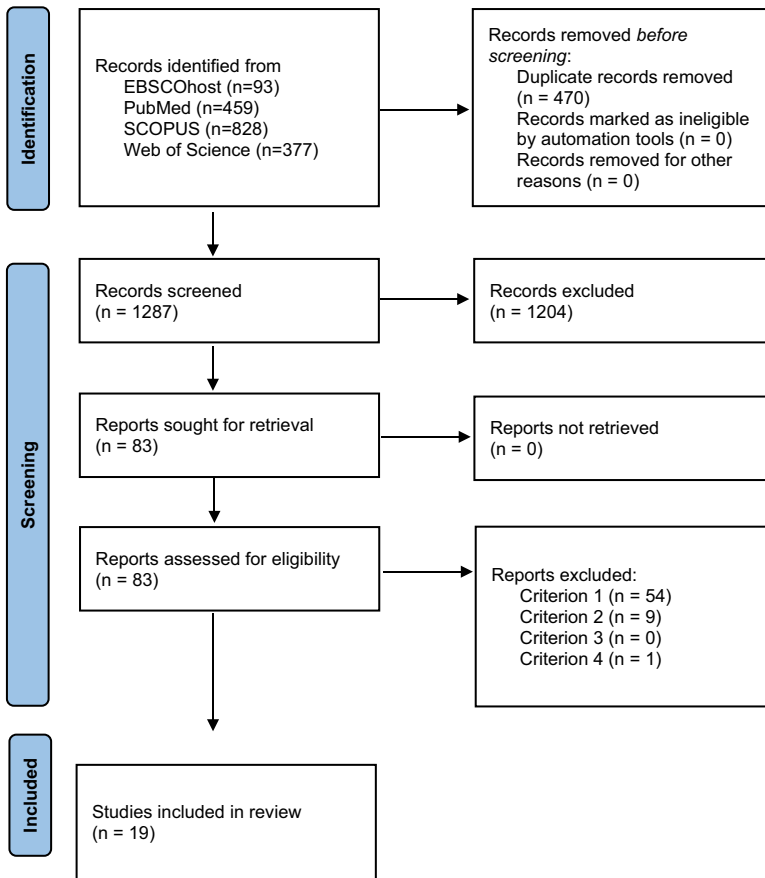 Identification
Records identified from
EBSCOhost (n=93)
PubMed (n=459)
SCOPUS (n=828)
Web of Science (n=377)
Records removed before
screening:
Duplicate records removed
(n = 470)
Records marked as ineligible
by automation tools (n = 0)
Records removed for other
reasons (n = 0)
Screening
Records screened
(n = 1287)
Records excluded
(n = 1204)
Reports sought for retrieval
(n = 83)
Reports not retrieved
(n = 0)
Reports assessed for eligibility
(n = 83)
Reports excluded:
Criterion 1 (n = 54)
Criterion 2 (n = 9)
Criterion 3 (n = 0)
Criterion 4 (n = 1)
Included
Studies included in review
(n = 19)